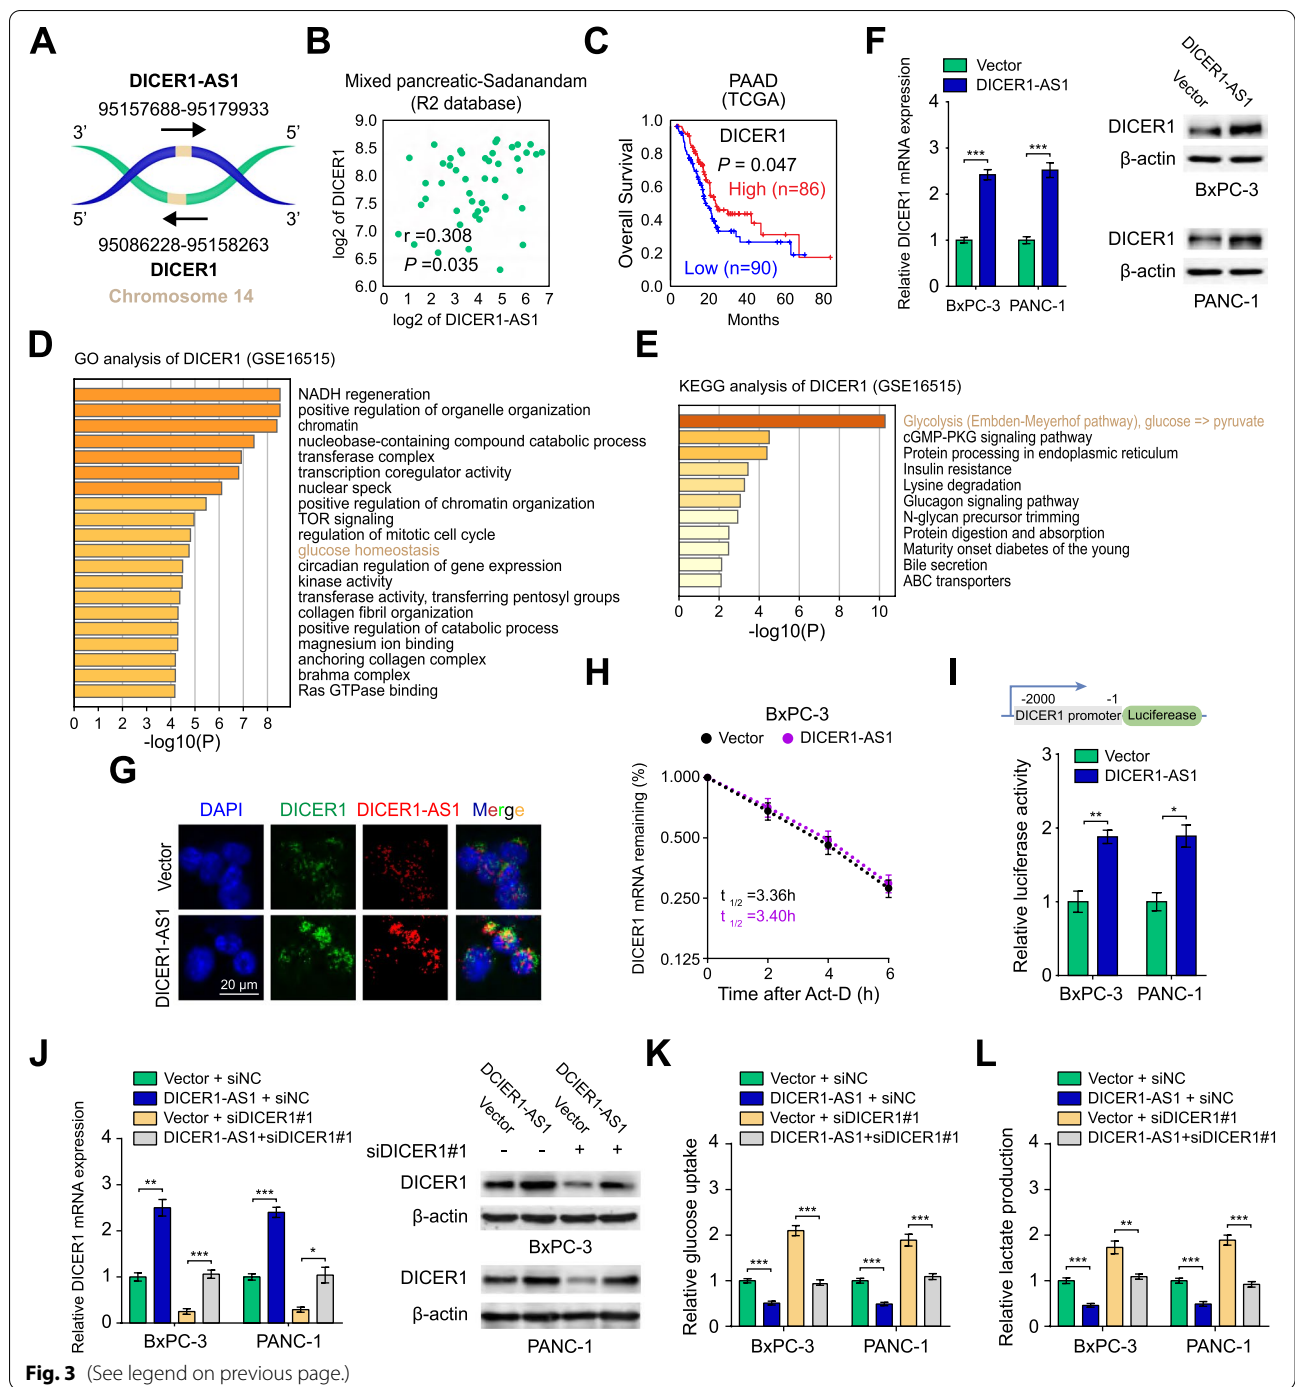 A
DICER1-AS1
95157688-95179933
3’ 5’
5’ 3’
95086228-95158263
DICER1
Chromosome 14
B
Mixed pancreatic-Sadanandam
(R2 database)
log2 of DICER1
9.0
8.5
8.0
7.5
7.0
6.5
6.0
r =0.308
P =0.035
0 1 2 3 4 5 6 7
log2 of DICER1-AS1
C
PAAD
(TCGA)
Overall Survival
1.0
0.8
0.6
0.4
0.2
0
DICER1
P = 0.047
High (n=86)
Low (n=90)
0 20 40 60 80
Months
F
Vector
DICER1-AS1
Relative DICER1 mRNA expression
4
3
2
1
0
*** ***
BxPC-3 PANC-1
Vector DICER1-AS1
DICER1
β-actin
BxPC-3
DICER1
β-actin
PANC-1
D
GO analysis of DICER1 (GSE16515)
NADH regeneration
positive regulation of organelle organization
chromatin
nucleobase-containing compound catabolic process
transferase complex
transcription coregulator activity
nuclear speck
positive regulation of chromatin organization
TOR signaling
regulation of mitotic cell cycle
glucose homeostasis
circadian regulation of gene expression
kinase activity
transferase activity, transferring pentosyl groups
collagen fibril organization
positive regulation of catabolic process
magnesium ion binding
anchoring collagen complex
brahma complex
Ras GTPase binding
0 1 2 3 4 5 6 7 8
-log10(P)
E
KEGG analysis of DICER1 (GSE16515)
Glycolysis (Embden-Meyerhof pathway), glucose => pyruvate
cGMP-PKG signaling pathway
Protein processing in endoplasmic reticulum
Insulin resistance
Lysine degradation
Glucagon signaling pathway
N-glycan precursor trimming
Protein digestion and absorption
Maturity onset diabetes of the young
Bile secretion
ABC transporters
0 2 4 6 8 10
-log10(P)
G
DAPI DICER1 DICER1-AS1 Merge
Vector
DICER1-AS1
20 μm
H
BxPC-3
Vector DICER1-AS1
DICER1 mRNA remaining (%)
1.000
0.500
0.250
0.125
t 1/2 =3.36h
t 1/2 =3.40h
0 2 4 6
Time after Act-D (h)
I
-2000 -1
DICER1 promoter Luciferease
Vector
DICER1-AS1
Relative luciferase activity
3
2
1
0
** *
BxPC-3 PANC-1
J
Vector + siNC
DICER1-AS1 + siNC
Vector + siDICER1#1
DICER1-AS1+siDICER1#1
Relative DICER1 mRNA expression
4
3
2
1
0
** *** *** *
BxPC-3 PANC-1
Vector DCIER1-AS1 Vector DCIER1-AS1
siDICER1#1 - - + +
DICER1
β-actin
BxPC-3
DICER1
β-actin
PANC-1
K
Vector + siNC
DICER1-AS1 + siNC
Vector + siDICER1#1
DICER1-AS1+siDICER1#1
Relative glucose uptake
4
3
2
1
0
*** *** *** ***
BxPC-3 PANC-1
L
Vector + siNC
DICER1-AS1 + siNC
Vector + siDICER1#1
DICER1-AS1+siDICER1#1
Relative lactate production
4
3
2
1
0
*** ** *** ***
BxPC-3 PANC-1
Fig. 3 (See legend on previous page.)